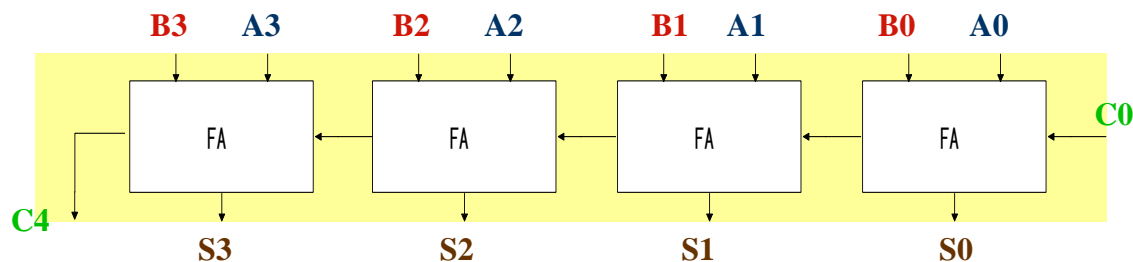 B3 A3 B2 A2 B1 A1 B0 A0
C0
FA FA FA FA
C4
S3 S2 S1 S0